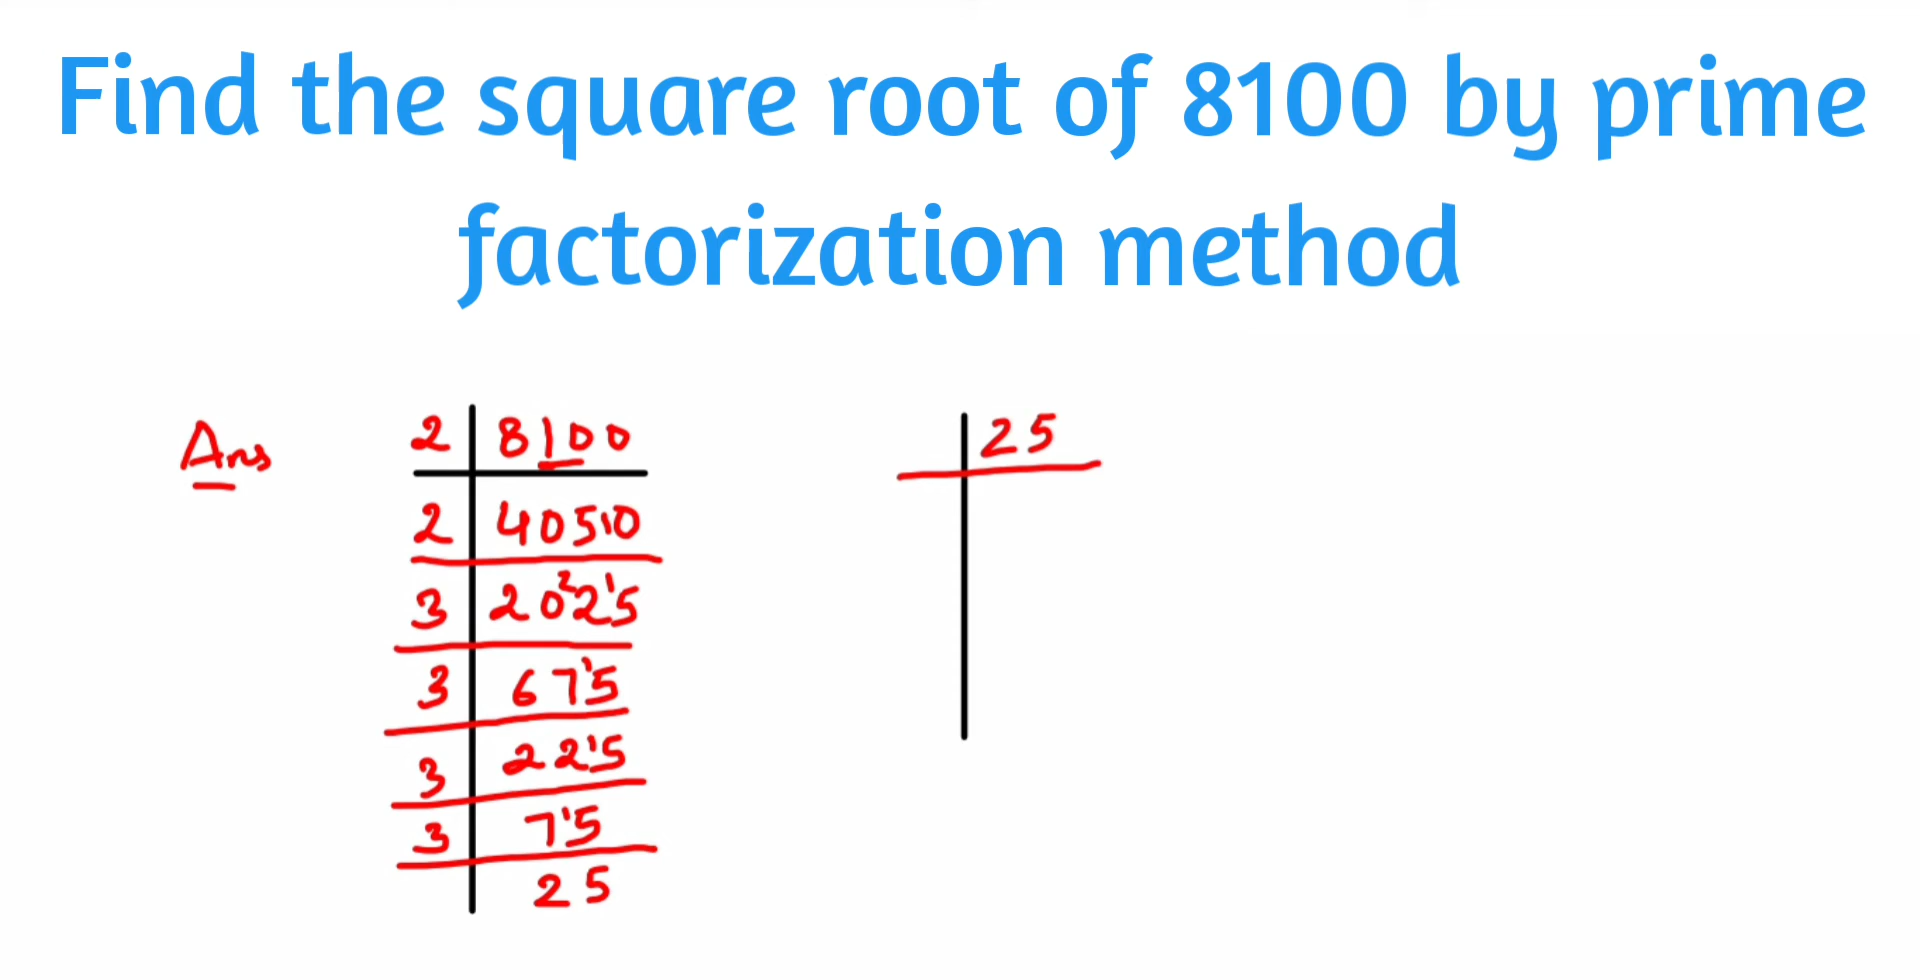 Find the square root of 8100 by prime
factorization method
Ans
2 8100
2 4050
3 2025
3 675
3 225
3 75
25
25